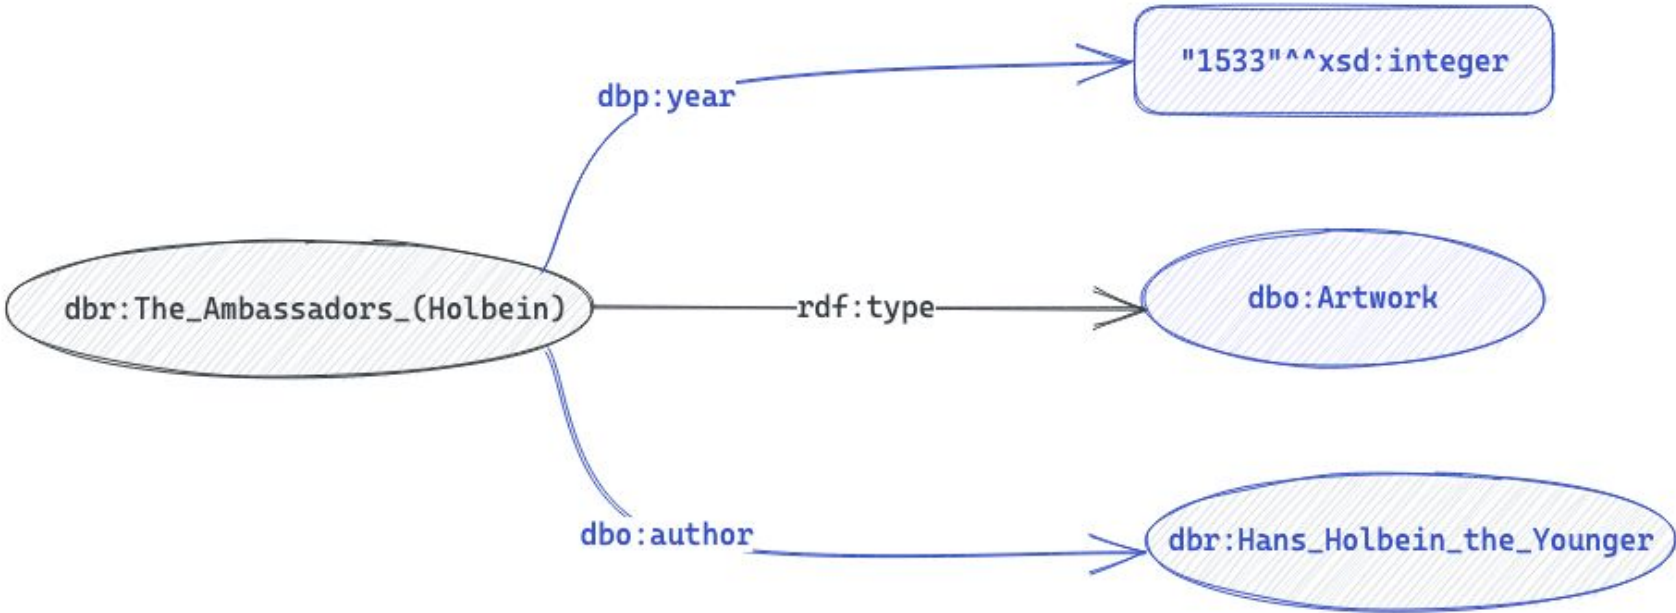 "1533"^^xsd:integer
dbp:year
dbr:The_Ambassadors_(Holbein)
rdf:type
dbo:Artwork
dbo:author
dbr:Hans_Holbein_the_Younger